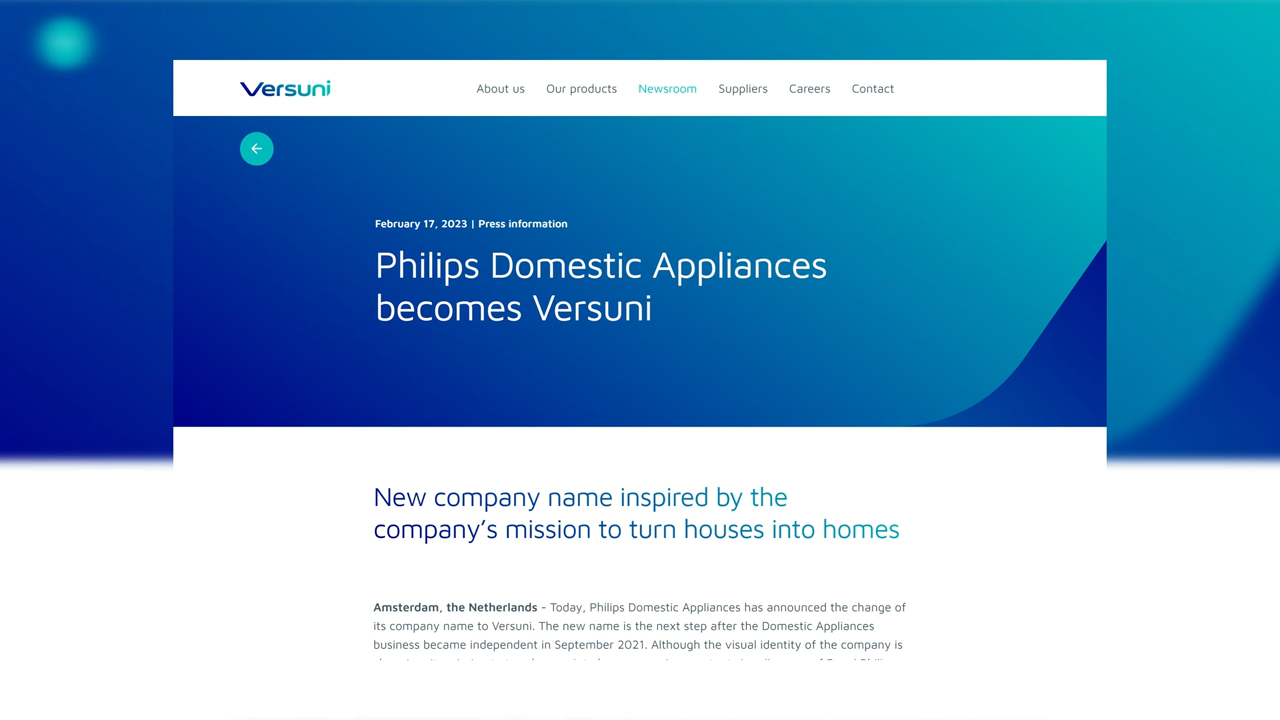 Versuni
About us Our products Newsroom Suppliers Careers Contact
February 17, 2023 | Press information
Philips Domestic Appliances
becomes Versuni
New company name inspired by the
company’s mission to turn houses into homes
Amsterdam, the Netherlands - Today, Philips Domestic Appliances has announced the change of
its company name to Versuni. The new name is the next step after the Domestic Appliances
business became independent in September 2021. Although the visual identity of the company is